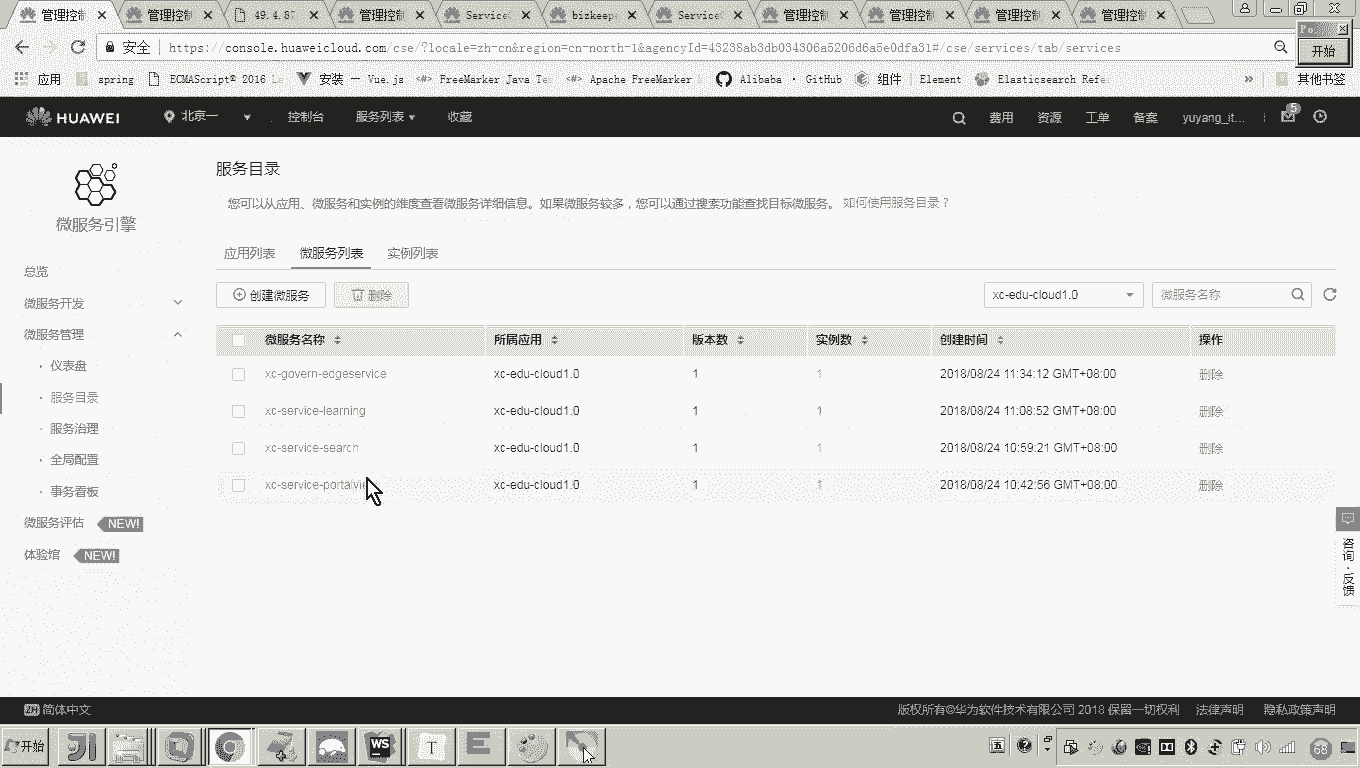 管理控制 管理控制 49.4.87 管理控制 ServiceC bizkeepe ServiceC 管理控制 管理控制 管理控制 管理控制
安全 https://console.huaweicloud.com/cse/?locale=zh-cn&region=cn-north-1&agencyId=43238ab3db034306a5206d6a5e0dfa31#/cse/services/tab/services
开始
应用 spring ECMAScript® 2016 La 安装 — Vue.js FreeMarker Java Te Apache FreeMarker Alibaba · GitHub 组件 | Element Elasticsearch Refe » 其他书签
HUAWEI 北京一 控制台 服务列表 收藏 费用 资源 工单 备案 yuyang_it... 5
微服务引擎
总览
微服务开发
微服务管理
· 仪表盘
· 服务目录
· 服务治理
· 全局配置
· 事务看板
微服务评估 NEW!
体验馆 NEW!
服务目录
您可以从应用、微服务和实例的维度查看微服务详细信息。如果微服务较多，您可以通过搜索功能查找目标微服务。 如何使用服务目录？
应用列表 微服务列表 实例列表
创建微服务 删除 xc-edu-cloud1.0 微服务名称
微服务名称 所属应用 版本数 实例数 创建时间 操作
xc-govern-edgeservice xc-edu-cloud1.0 1 1 2018/08/24 11:34:12 GMT+08:00 删除
xc-service-learning xc-edu-cloud1.0 1 1 2018/08/24 11:08:52 GMT+08:00 删除
xc-service-search xc-edu-cloud1.0 1 1 2018/08/24 10:59:21 GMT+08:00 删除
xc-service-portalvie xc-edu-cloud1.0 1 1 2018/08/24 10:42:56 GMT+08:00 删除
咨询·反馈
简体中文 版权所有©华为软件技术有限公司 2018 保留一切权利 法律声明 隐私政策声明
开始 WS T 五 68